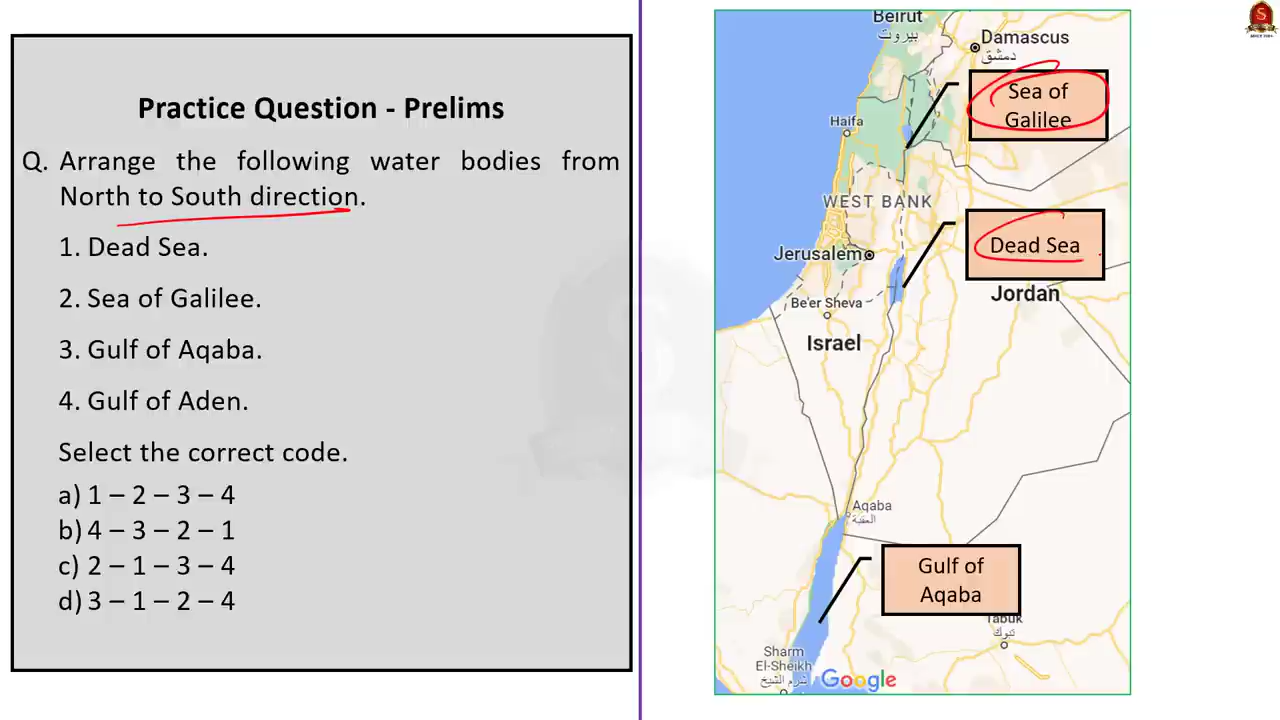 Practice Question - Prelims
Q. Arrange the following water bodies from
North to South direction.
1. Dead Sea.
2. Sea of Galilee.
3. Gulf of Aqaba.
4. Gulf of Aden.
Select the correct code.
a) 1 – 2 – 3 – 4
b) 4 – 3 – 2 – 1
c) 2 – 1 – 3 – 4
d) 3 – 1 – 2 – 4
Beirut
بيروت
Damascus
دمشق
Sea of
Galilee
Haifa
WEST BANK
Dead Sea
Jerusalem
Jordan
Be'er Sheva
Israel
Aqaba
العقبة
Gulf of
Aqaba
Tabuk
تبوك
Sharm
El-Sheikh
شرم الشيخ
Google
S